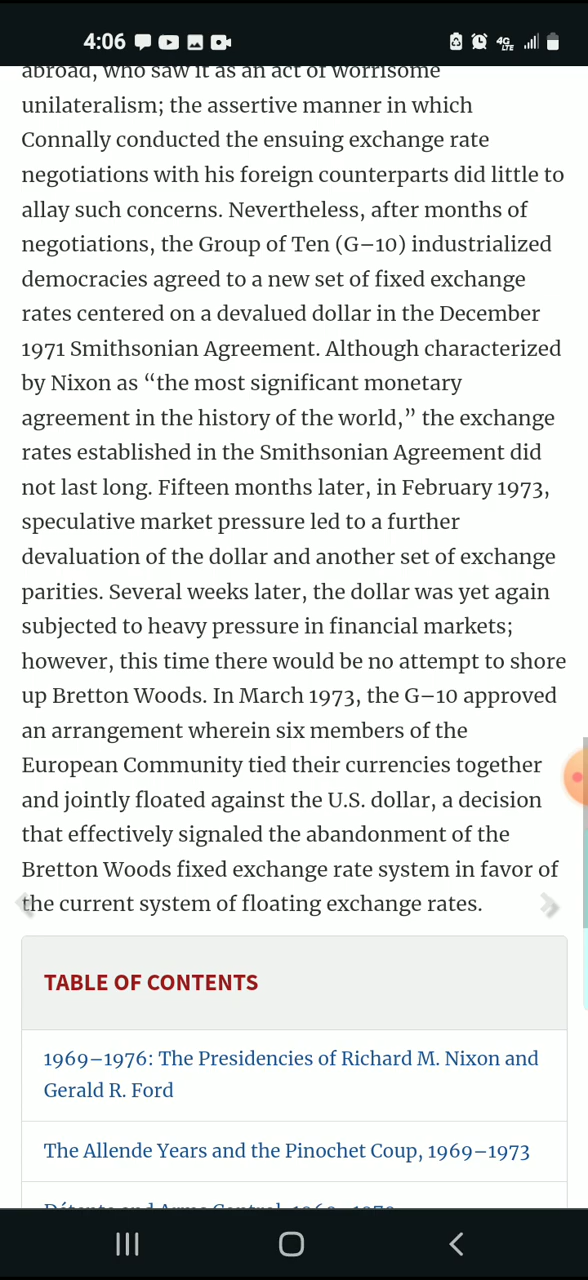 4:06
4G
LTE
abroad, who saw it as an act of worrisome
unilateralism; the assertive manner in which
Connally conducted the ensuing exchange rate
negotiations with his foreign counterparts did little to
allay such concerns. Nevertheless, after months of
negotiations, the Group of Ten (G–10) industrialized
democracies agreed to a new set of fixed exchange
rates centered on a devalued dollar in the December
1971 Smithsonian Agreement. Although characterized
by Nixon as “the most significant monetary
agreement in the history of the world,” the exchange
rates established in the Smithsonian Agreement did
not last long. Fifteen months later, in February 1973,
speculative market pressure led to a further
devaluation of the dollar and another set of exchange
parities. Several weeks later, the dollar was yet again
subjected to heavy pressure in financial markets;
however, this time there would be no attempt to shore
up Bretton Woods. In March 1973, the G–10 approved
an arrangement wherein six members of the
European Community tied their currencies together
and jointly floated against the U.S. dollar, a decision
that effectively signaled the abandonment of the
Bretton Woods fixed exchange rate system in favor of
the current system of floating exchange rates.
TABLE OF CONTENTS
1969–1976: The Presidencies of Richard M. Nixon and
Gerald R. Ford
The Allende Years and the Pinochet Coup, 1969–1973
Détente and Arms Control, 1969–1979